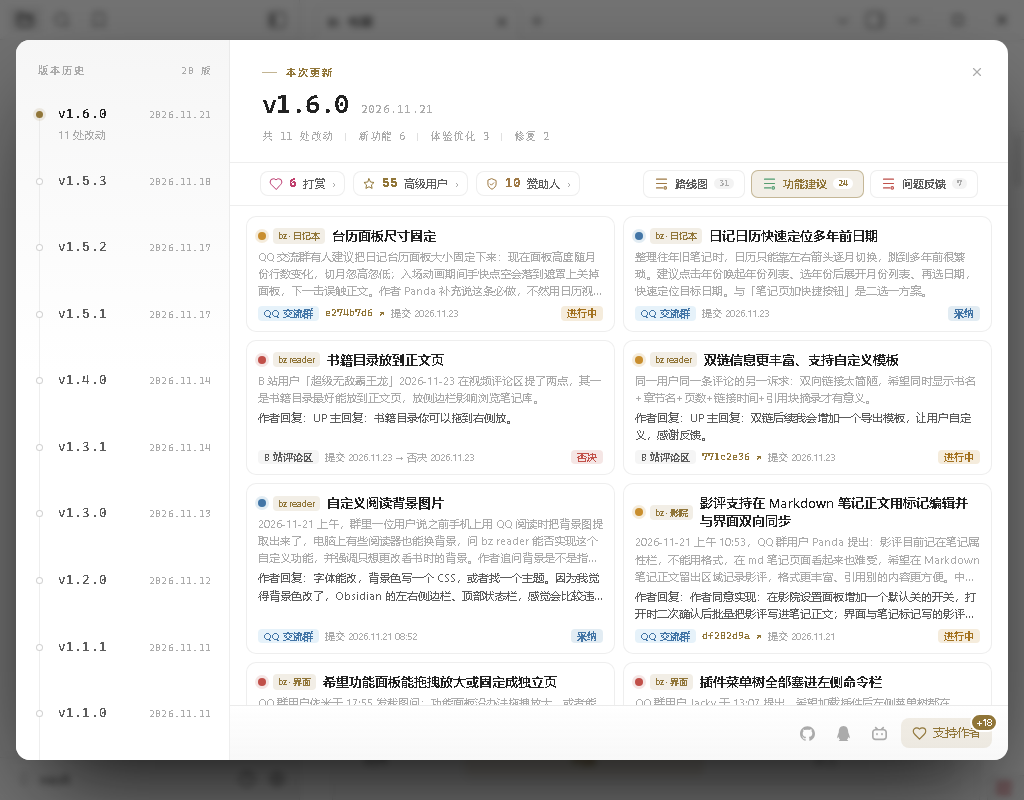 版本历史
28 版
v1.6.0
2026.11.21
11 处改动
v1.5.3
2026.11.18
v1.5.2
2026.11.17
v1.5.1
2026.11.17
v1.4.0
2026.11.14
v1.3.1
2026.11.14
v1.3.0
2026.11.13
v1.2.0
2026.11.12
v1.1.1
2026.11.11
v1.1.0
2026.11.11
本次更新
v1.6.0 2026.11.21
共 11 处改动 新功能 6 体验优化 3 修复 2
6 打赏 ›
55 高级用户 ›
10 赞助人 ›
路线图 31
功能建议 24
问题反馈 7
bz·日记本 台历面板尺寸固定
QQ 交流群有人建议把日记台历面板大小固定下来：现在面板高度随月
份行数变化，切月忽高忽低；入场动画期间手快点空会落到遮罩上关掉
面板，下一击误触正文。作者 Panda 补充说这条必做，不然用日历视...
QQ 交流群 e274b7d6 ↗ 提交 2026.11.23 进行中
bz·日记本 日记日历快速定位多年前日期
整理往年旧笔记时，日历只能靠左右箭头逐月切换，跳到多年前很繁
琐。建议点击年份唤起年份列表、选年份后展开月份列表、再选日期，
快速定位目标日期。与「笔记页加快捷按钮」是二选一方案。
QQ 交流群 提交 2026.11.23 采纳
bz reader 书籍目录放到正文页
B 站用户「超级无敌霸王龙」2026-11-23 在视频评论区提了两点，其一
是书籍目录最好能放到正文页，放侧边栏影响浏览笔记库。
作者回复：UP 主回复：书籍目录你可以拖到右侧放。
B 站评论区 提交 2026.11.23 → 否决 2026.11.23 否决
bz reader 双链信息更丰富、支持自定义模板
同一用户同一条评论的另一诉求：双向链接太简陋，希望同时显示书名
+章节名+页数+链接时间+引用块摘录才有意义。
作者回复：UP 主回复：双链后续我会增加一个导出模板，让用户自定
义，感谢反馈。
B 站评论区 771c2e36 ↗ 提交 2026.11.23 进行中
bz reader 自定义阅读背景图片
2026-11-21 上午，群里一位用户说之前手机上用 QQ 阅读时把背景图提
取出来了，电脑上有些阅读器也能换背景，问 bz reader 能否实现这个
自定义功能，并强调只想更改看书时的背景。作者追问背景是不是指...
作者回复：字体能改，背景色写一个 CSS，或者找一个主题。因为我觉
得背景色改了，Obsidian 的左右侧边栏、顶部状态栏，感觉会比较违...
QQ 交流群 提交 2026.11.21 08:52 采纳
bz·影院 影评支持在 Markdown 笔记正文用标记编辑并
与界面双向同步
2026-11-21 上午 10:53，QQ 群用户 Panda 提出：影评目前记在笔记属
性栏，不能用格式，在 md 笔记页面看起来也难受，希望在 Markdown
笔记正文留出区域记录影评，格式更丰富、引用别的内容更方便。中...
作者回复：作者同意实现：在影院设置面板增加一个默认关的开关，打
开时二次确认后批量把影评写进笔记正文；界面与笔记标记写的影评...
QQ 交流群 df282d9a ↗ 提交 2026.11.21 进行中
bz·界面 希望功能面板能拖拽放大或固定成独立页
bz·界面 插件菜单树全部塞进左侧命令栏
支持作者
+18